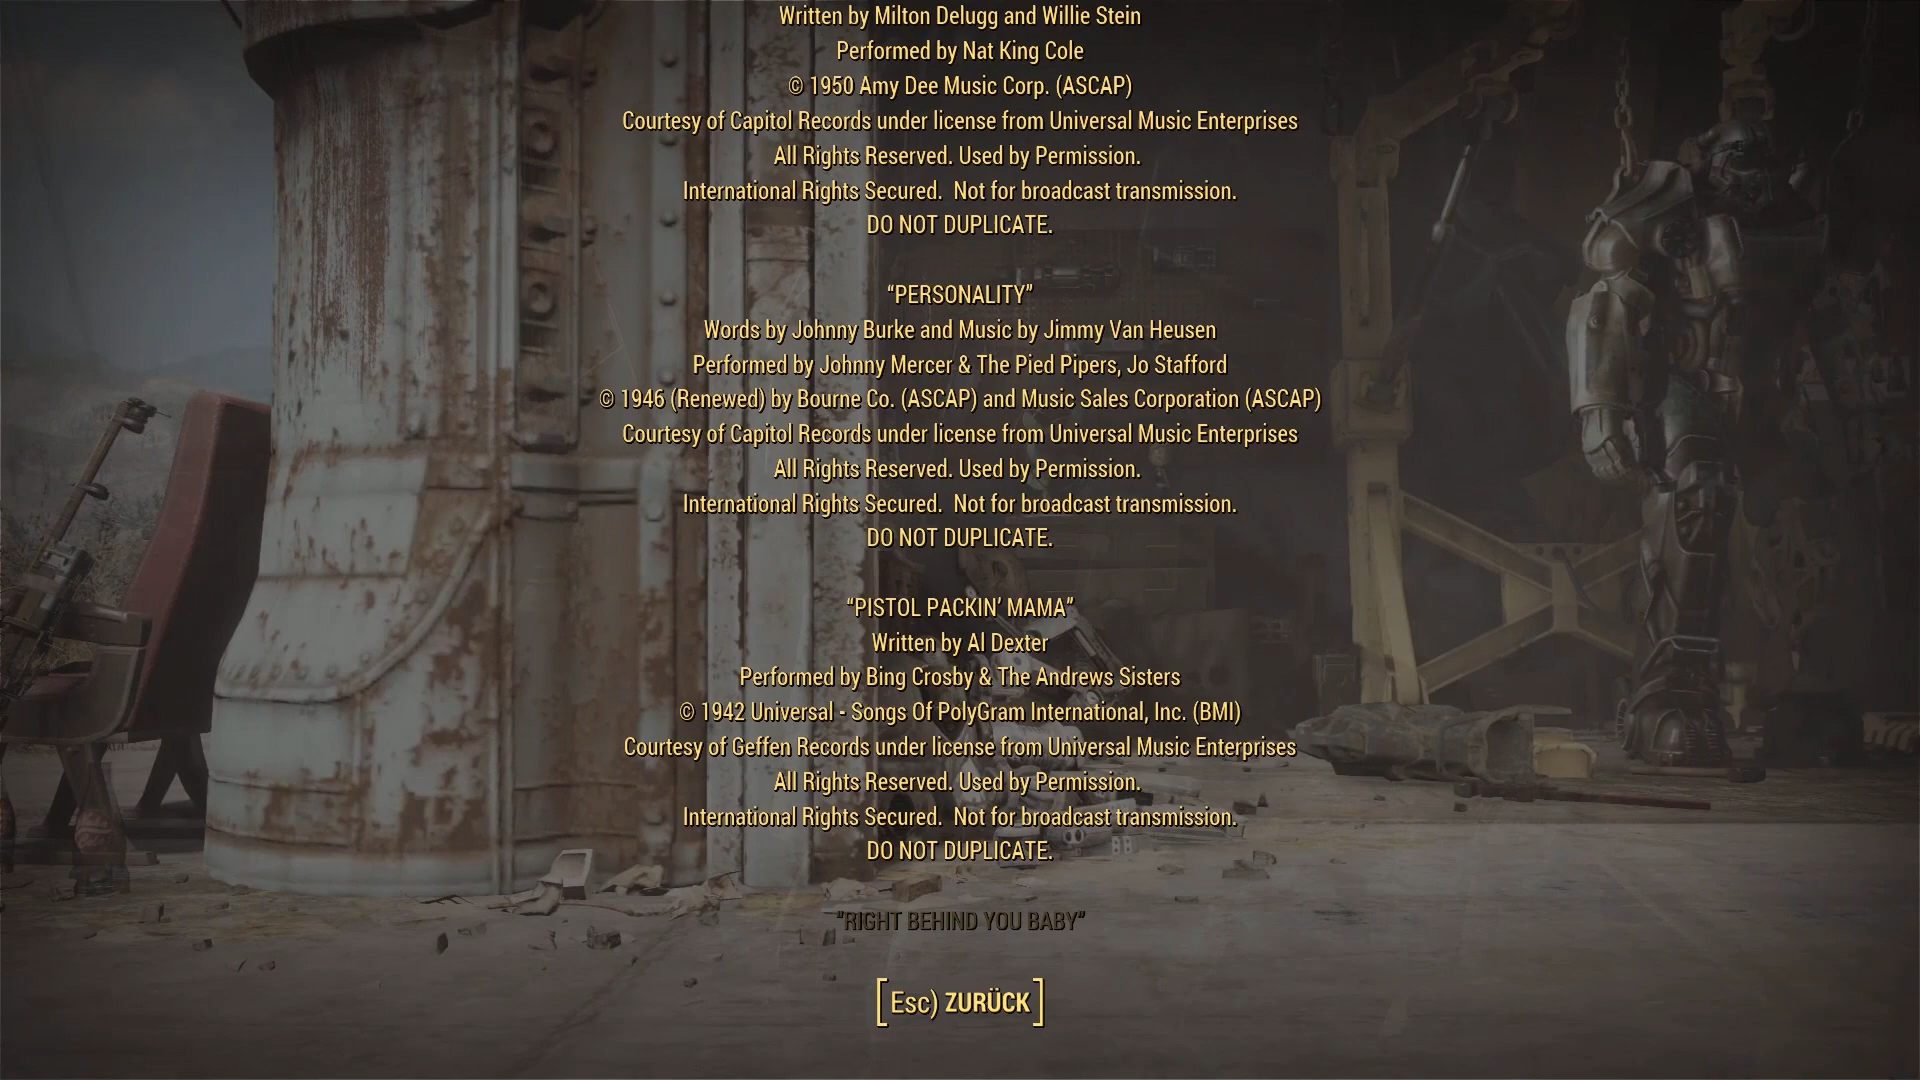 Written by Milton Delugg and Willie Stein
Performed by Nat King Cole
© 1950 Amy Dee Music Corp. (ASCAP)
Courtesy of Capitol Records under license from Universal Music Enterprises
All Rights Reserved. Used by Permission.
International Rights Secured.  Not for broadcast transmission.
DO NOT DUPLICATE.
“PERSONALITY”
Words by Johnny Burke and Music by Jimmy Van Heusen
Performed by Johnny Mercer & The Pied Pipers, Jo Stafford
© 1946 (Renewed) by Bourne Co. (ASCAP) and Music Sales Corporation (ASCAP)
Courtesy of Capitol Records under license from Universal Music Enterprises
All Rights Reserved. Used by Permission.
International Rights Secured.  Not for broadcast transmission.
DO NOT DUPLICATE.
“PISTOL PACKIN’ MAMA”
Written by Al Dexter
Performed by Bing Crosby & The Andrews Sisters
© 1942 Universal - Songs Of PolyGram International, Inc. (BMI)
Courtesy of Geffen Records under license from Universal Music Enterprises
All Rights Reserved. Used by Permission.
International Rights Secured.  Not for broadcast transmission.
DO NOT DUPLICATE.
“RIGHT BEHIND YOU BABY”
[Esc) ZURÜCK]